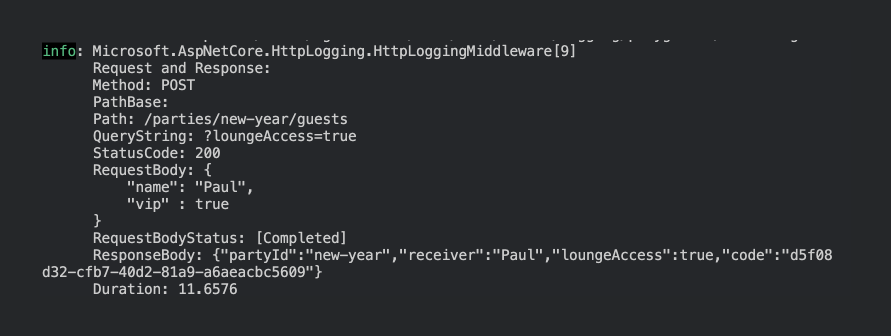 info: Microsoft.AspNetCore.HttpLogging.HttpLoggingMiddleware[9]
Request and Response:
Method: POST
PathBase:
Path: /parties/new-year/guests
QueryString: ?loungeAccess=true
StatusCode: 200
RequestBody: {
"name": "Paul",
"vip" : true
}
RequestBodyStatus: [Completed]
ResponseBody: {"partyId":"new-year","receiver":"Paul","loungeAccess":true,"code":"d5f08
d32-cfb7-40d2-81a9-a6aeacbc5609"}
Duration: 11.6576